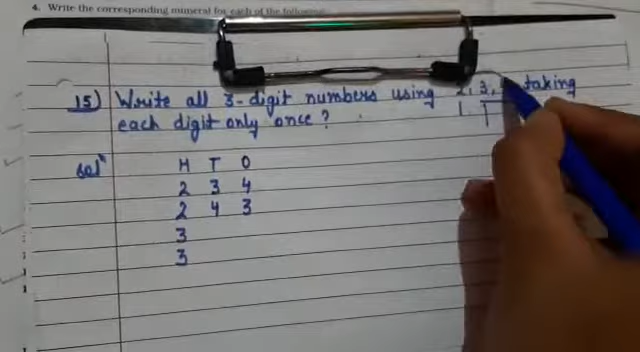 4. Write the corresponding numeral for each of the following
15) Write all 3-digit numbers using 2, 3, taking
each digit only once ?
Solⁿ H T O
2 3 4
2 4 3
3
3